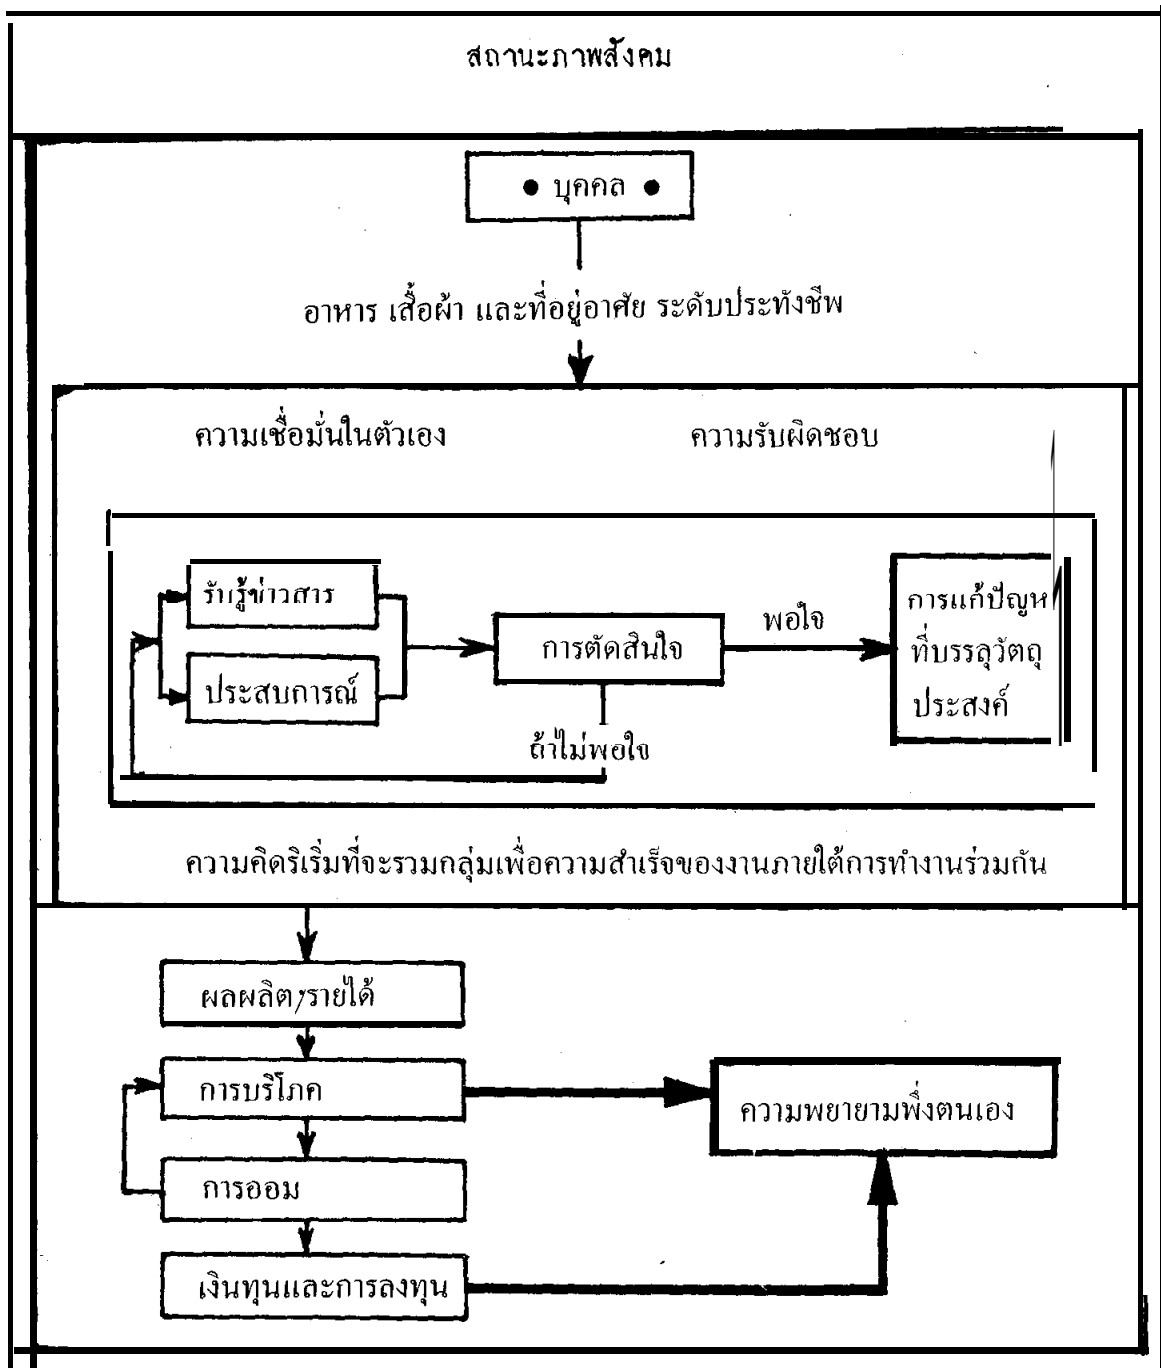 สถานะภาพสังคม
• บุคคล •
อาหาร เสื้อผ้า และที่อยู่อาศัย ระดับประทังชีพ
ความเชื่อมั่นในตัวเอง ความรับผิดชอบ
รับรู้ข่าวสาร
ประสบการณ์
การตัดสินใจ
พอใจ
การแก้ปัญห
ที่บรรลุวัตถุ
ประสงค์
ถ้าไม่พอใจ
ความคิดริเริ่มที่จะรวมกลุ่มเพื่อความสำเร็จของงานภายใต้การทำงานร่วมกัน
ผลผลิต/รายได้
การบริโภค
การออม
เงินทุนและการลงทุน
ความพยายามพึ่งตนเอง